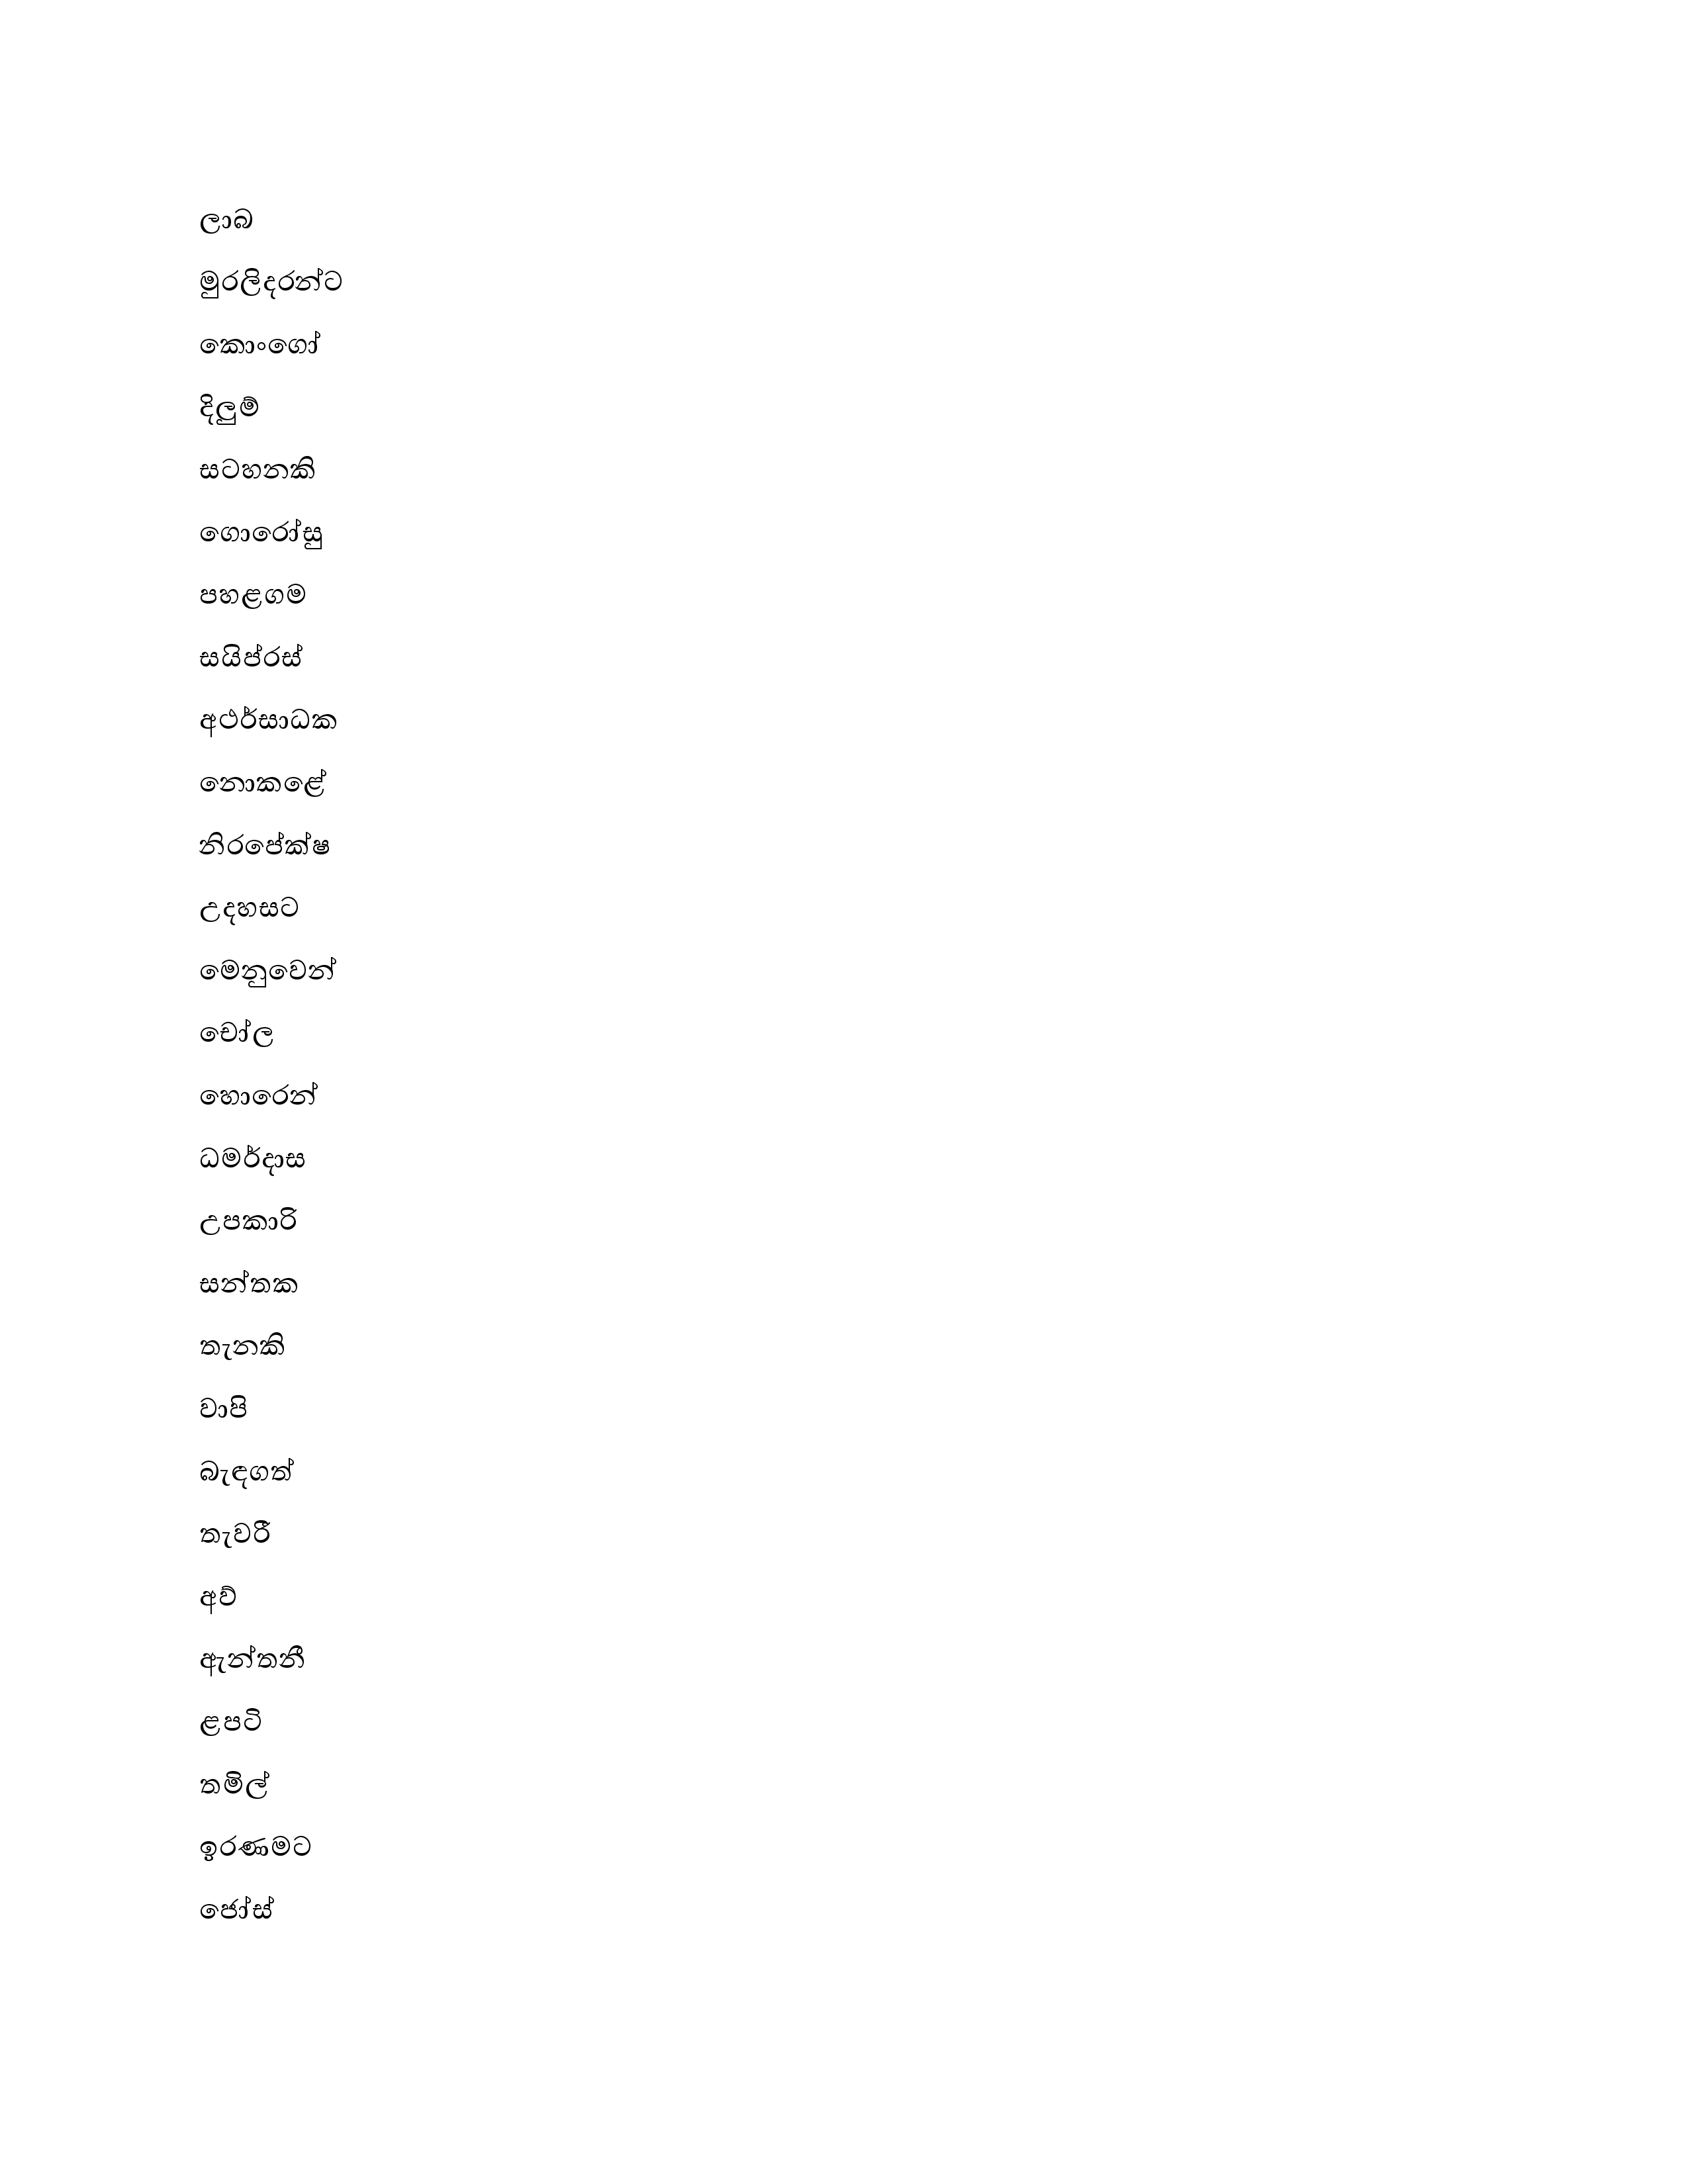 ලාබ
මුරලිදරන්ට
කොංගෝ
දිලුම්
සටහනකි
ගොරෝසු
පහළගම
සයිප්රස්
අථර්සාධක
නොකළේ
නිරපේක්ෂ
උදහසට
මෙනුවෙන්
චෝල
හොරෙන්
ධමර්දාස
උපකාරි
සන්තක
තැනකි
වාපි
බැඳගත්
තැවරී
අව්
ඇන්තනී
ළපටි
තමිල්
ඉරණමට
ජෝස්